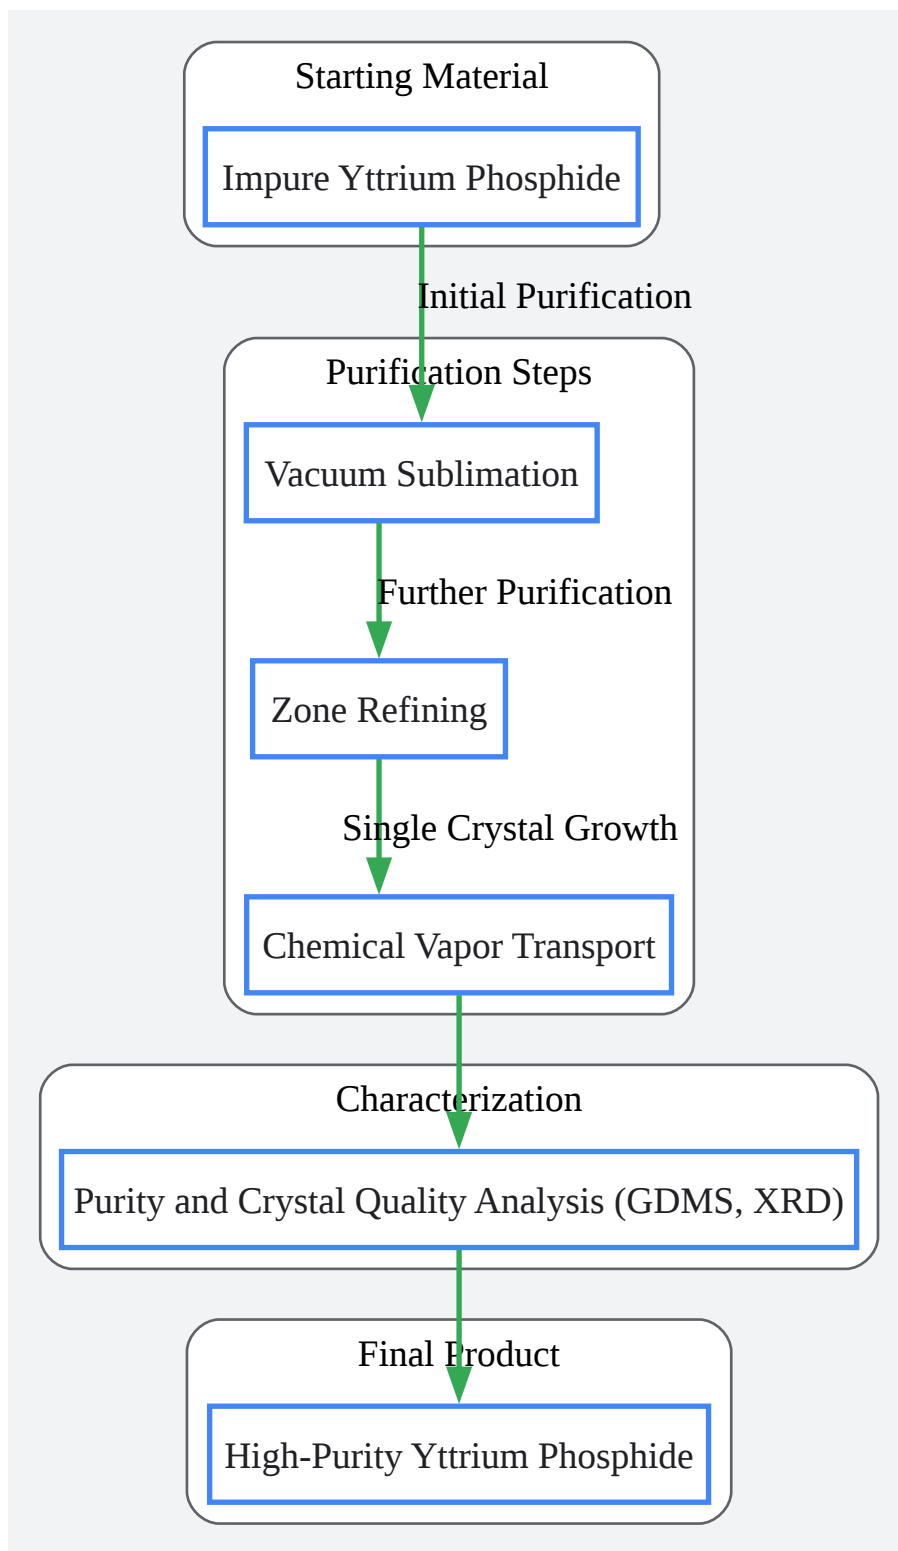 Starting Material
Impure Yttrium Phosphide
Initial Purification
Purification Steps
Vacuum Sublimation
Further Purification
Zone Refining
Single Crystal Growth
Chemical Vapor Transport
Characterization
Purity and Crystal Quality Analysis (GDMS, XRD)
Final Product
High-Purity Yttrium Phosphide